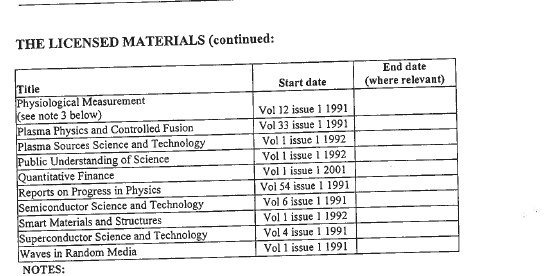 THE LICENSED MATERIALS (continued:
Title Start date End date (where relevant)
Physiological Measurement
(see note 3 below) Vol 12 issue 1 1991
Plasma Physics and Controlled Fusion Vol 33 issue 1 1991
Plasma Sources Science and Technology Vol 1 issue 1 1992
Public Understanding of Science Vol 1 issue 1 1992
Quantitative Finance Vol 1 issue 1 2001
Reports on Progress in Physics Vol 54 issue 1 1991
Semiconductor Science and Technology Vol 6 issue 1 1991
Smart Materials and Structures Vol 1 issue 1 1992
Superconductor Science and Technology Vol 4 issue 1 1991
Waves in Random Media Vol 1 issue 1 1991
NOTES: